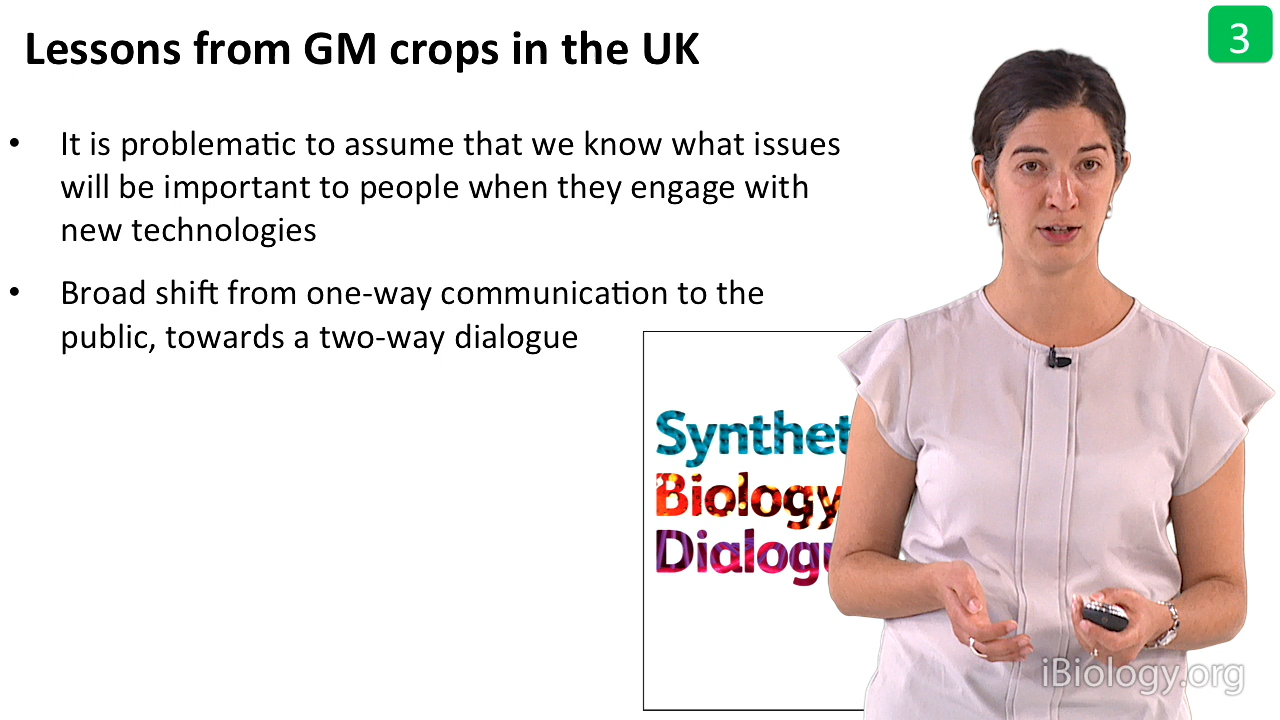 Lessons from GM crops in the UK
3
• It is problematic to assume that we know what issues
will be important to people when they engage with
new technologies
• Broad shift from one-way communication to the
public, towards a two-way dialogue
Synthet
Biology
Dialogu
iBiology.org